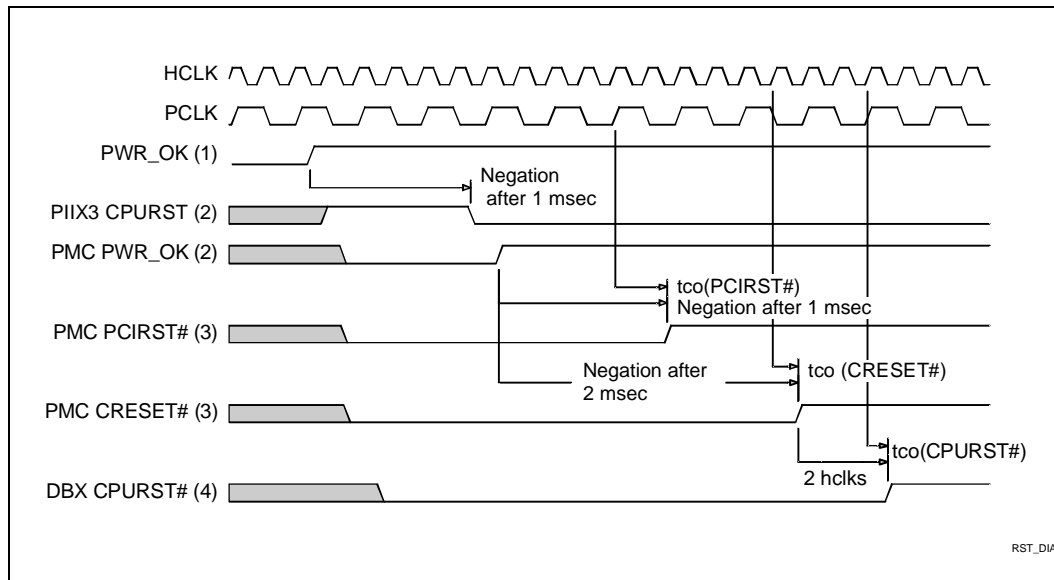 HCLK
PCLK
PWR_OK (1)
Negation
after 1 msec
PIIX3 CPURST (2)
PMC PWR_OK (2)
tco(PCIRST#)
Negation after 1 msec
PMC PCIRST# (3)
Negation after
2 msec
tco (CRESET#)
PMC CRESET# (3)
tco(CPURST#)
2 hclks
DBX CPURST# (4)
RST_DIA